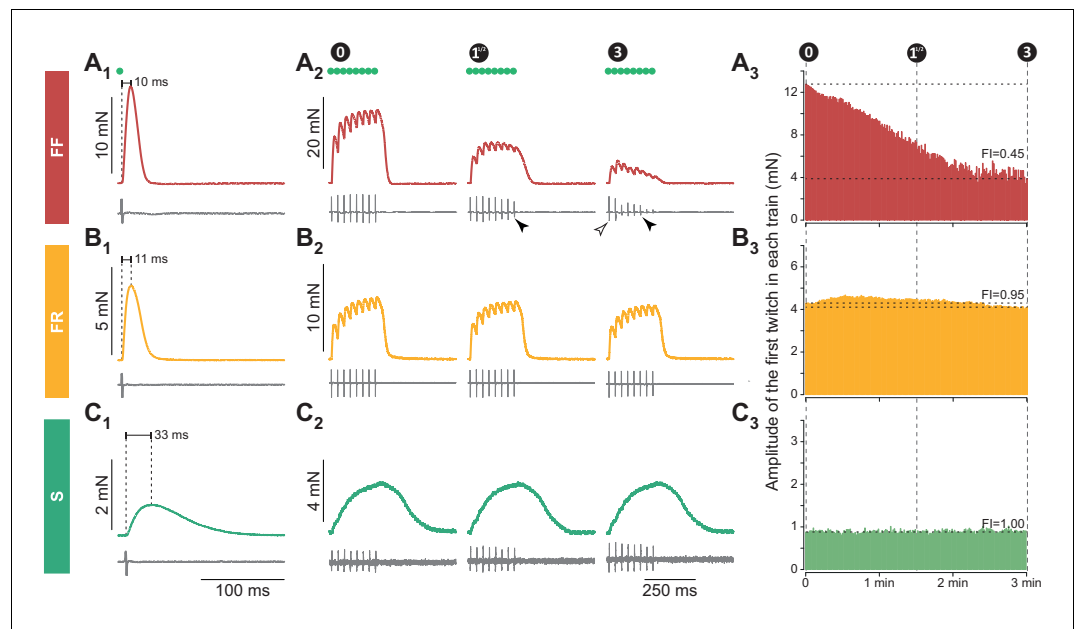 0 1 1/2 3 0 1 1/2 3
A1 A2 A3
FF
10 ms
10 mN
20 mN
12
8
4
0
FI=0.45
Amplitude of the first twitch in each train (mN)
B1 B2 B3
FR
11 ms
5 mN
10 mN
6
4
2
0
FI=0.95
C1 C2 C3
S
33 ms
2 mN
4 mN
3
2
1
0
FI=1.00
0 1 min 2 min 3 min
100 ms 250 ms